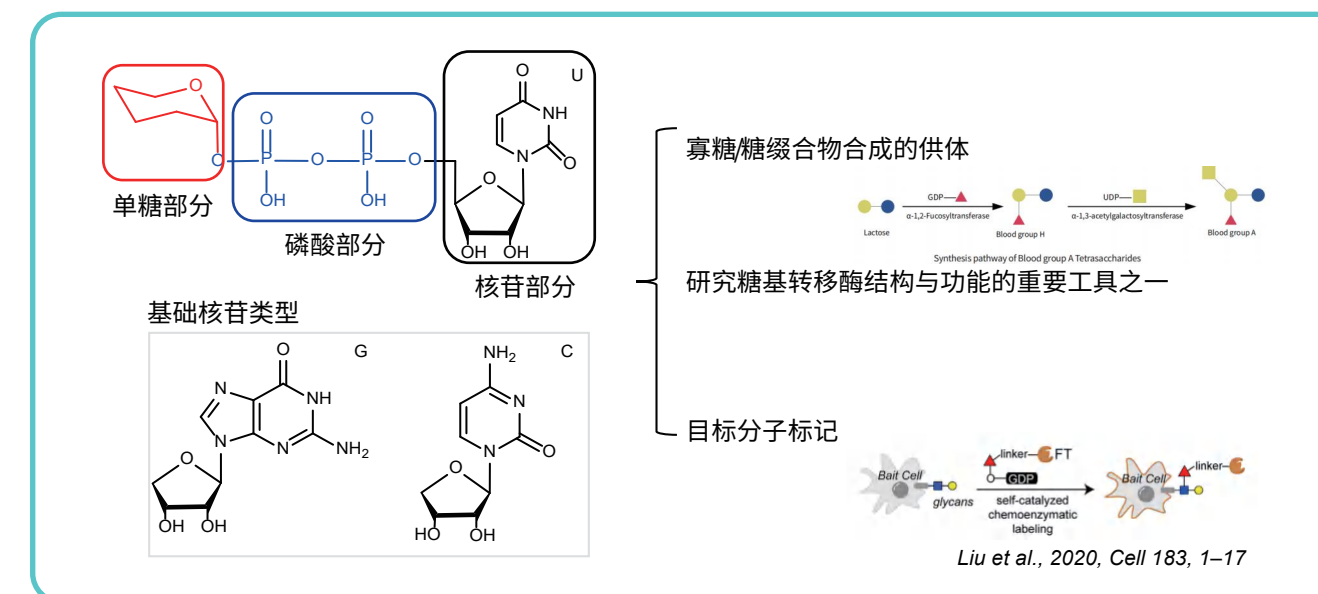 O
O
P
O
OH
O
P
O
OH
O
U
NH
O
N
O
OH
OH
单糖部分
磷酸部分
核苷部分
基础核苷类型
O
G
N
NH
N
N
NH2
O
OH
OH
NH2
C
N
N
O
O
HO
OH
寡糖/糖缀合物合成的供体
GDP
UDP
α-1,2-Fucosyltransferase
α-1,3-acetylgalactosyltransferase
Lactose
Blood group H
Blood group A
Synthesis pathway of Blood group A Tetrasaccharides
研究糖基转移酶结构与功能的重要工具之一
目标分子标记
Bait Cell
glycans
linker
FT
GDP
self-catalyzed
chemoenzymatic
labeling
Bait Cell
linker
Liu et al., 2020, Cell 183, 1–17